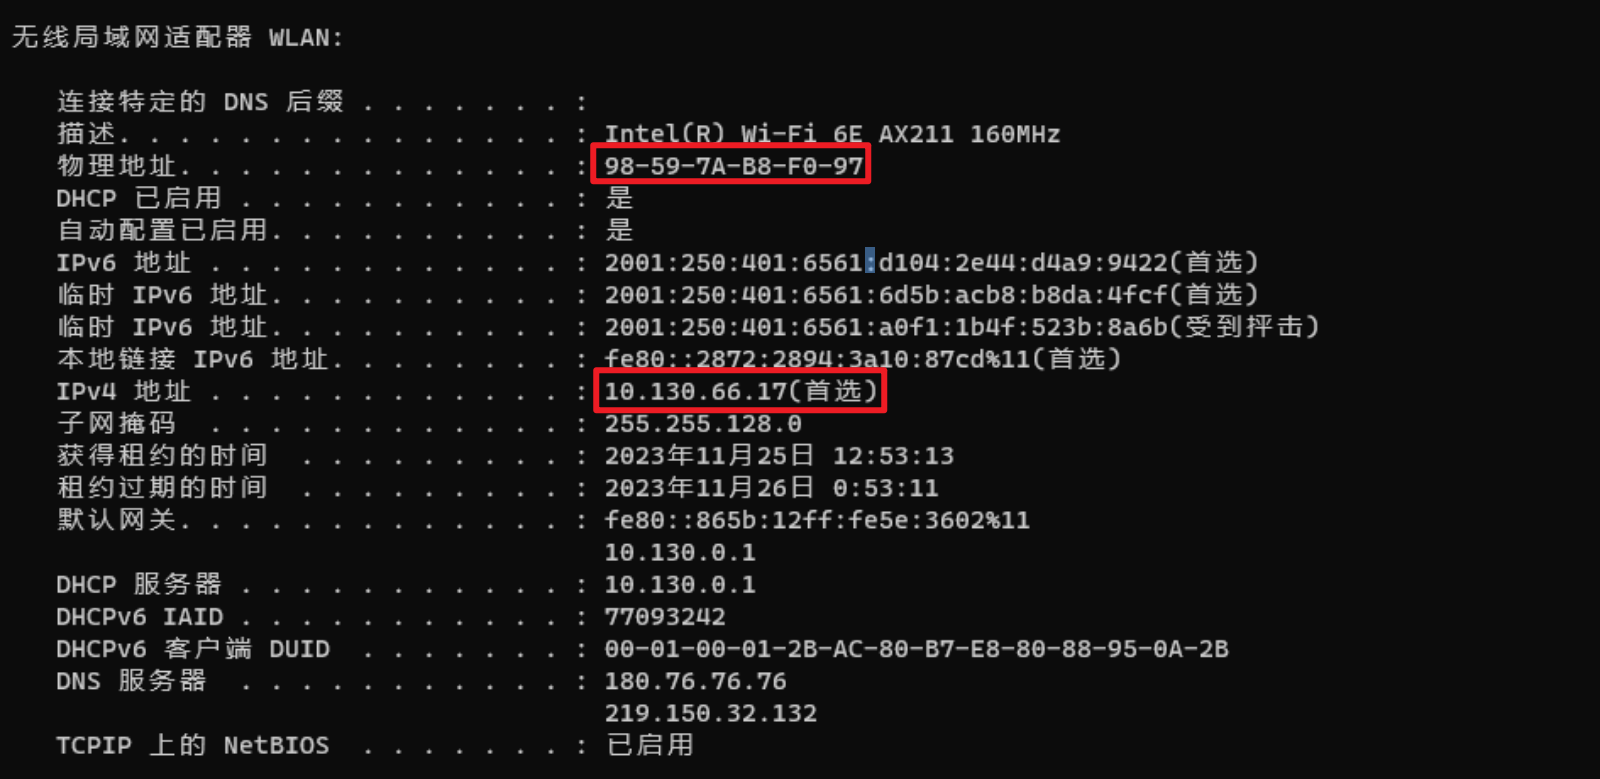 无线局域网适配器 WLAN:
连接特定的 DNS 后缀 . . . . . . . :
描述. . . . . . . . . . . . . . . : Intel(R) Wi-Fi 6E AX211 160MHz
物理地址. . . . . . . . . . . . . : 98-59-7A-B8-F0-97
DHCP 已启用 . . . . . . . . . . . : 是
自动配置已启用. . . . . . . . . . : 是
IPv6 地址 . . . . . . . . . . . . : 2001:250:401:6561:d104:2e44:d4a9:9422(首选)
临时 IPv6 地址. . . . . . . . . . : 2001:250:401:6561:6d5b:acb8:b8da:4fcf(首选)
临时 IPv6 地址. . . . . . . . . . : 2001:250:401:6561:a0f1:1b4f:523b:8a6b(受到抨击)
本地链接 IPv6 地址. . . . . . . . : fe80::2872:2894:3a10:87cd%11(首选)
IPv4 地址 . . . . . . . . . . . . : 10.130.66.17(首选)
子网掩码  . . . . . . . . . . . . : 255.255.128.0
获得租约的时间  . . . . . . . . . : 2023年11月25日 12:53:13
租约过期的时间  . . . . . . . . . : 2023年11月26日 0:53:11
默认网关. . . . . . . . . . . . . : fe80::865b:12ff:fe5e:3602%11
10.130.0.1
DHCP 服务器 . . . . . . . . . . . : 10.130.0.1
DHCPv6 IAID . . . . . . . . . . . : 77093242
DHCPv6 客户端 DUID  . . . . . . . : 00-01-00-01-2B-AC-80-B7-E8-80-88-95-0A-2B
DNS 服务器  . . . . . . . . . . . : 180.76.76.76
219.150.32.132
TCPIP 上的 NetBIOS  . . . . . . . : 已启用